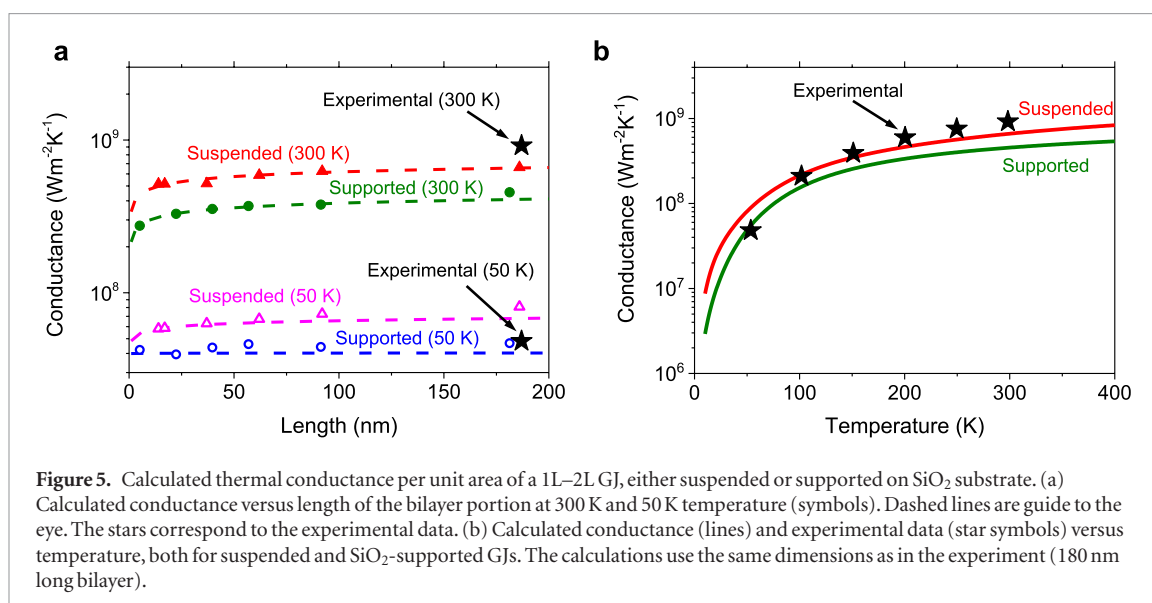 a
Conductance (Wm⁻²K⁻¹)
10⁹
10⁸
Experimental (300 K)
Suspended (300 K)
Supported (300 K)
Experimental (50 K)
Suspended (50 K)
Supported (50 K)
0 50 100 150 200
Length (nm)
b
Conductance (Wm⁻²K⁻¹)
10⁹
10⁸
10⁷
10⁶
Experimental
Suspended
Supported
0 100 200 300 400
Temperature (K)
Figure 5. Calculated thermal conductance per unit area of a 1L–2L GJ, either suspended or supported on SiO₂ substrate. (a)
Calculated conductance versus length of the bilayer portion at 300 K and 50 K temperature (symbols). Dashed lines are guide to the
eye. The stars correspond to the experimental data. (b) Calculated conductance (lines) and experimental data (star symbols) versus
temperature, both for suspended and SiO₂-supported GJs. The calculations use the same dimensions as in the experiment (180 nm
long bilayer).